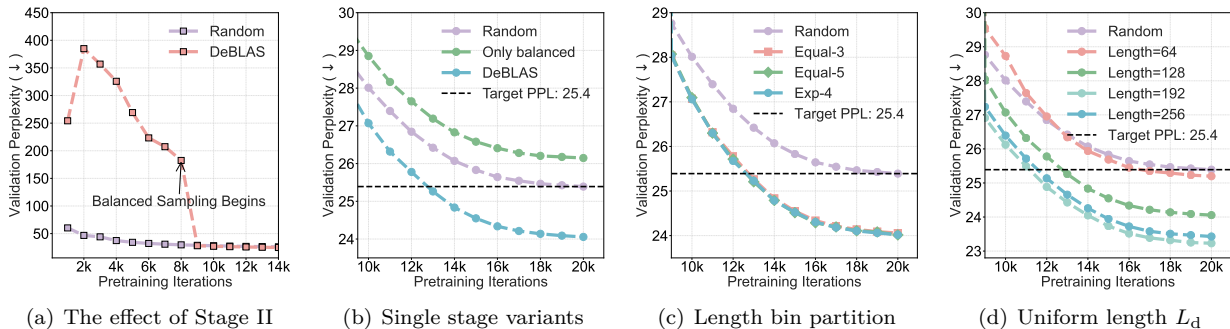 450
400
350
300
250
200
150
100
50
Validation Perplexity ( ↓ )
Random
DeBLAS
Balanced Sampling Begins
2k 4k 6k 8k 10k 12k 14k
Pretraining Iterations
(a) The effect of Stage II
30
29
28
27
26
25
24
Validation Perplexity ( ↓ )
Random
Only balanced
DeBLAS
Target PPL: 25.4
10k 12k 14k 16k 18k 20k
Pretraining Iterations
(b) Single stage variants
29
28
27
26
25
24
Validation Perplexity ( ↓ )
Random
Equal-3
Equal-5
Exp-4
Target PPL: 25.4
10k 12k 14k 16k 18k 20k
Pretraining Iterations
(c) Length bin partition
30
29
28
27
26
25
24
23
Validation Perplexity ( ↓ )
Random
Length=64
Length=128
Length=192
Length=256
Target PPL: 25.4
10k 12k 14k 16k 18k 20k
Pretraining Iterations
(d) Uniform length L_d